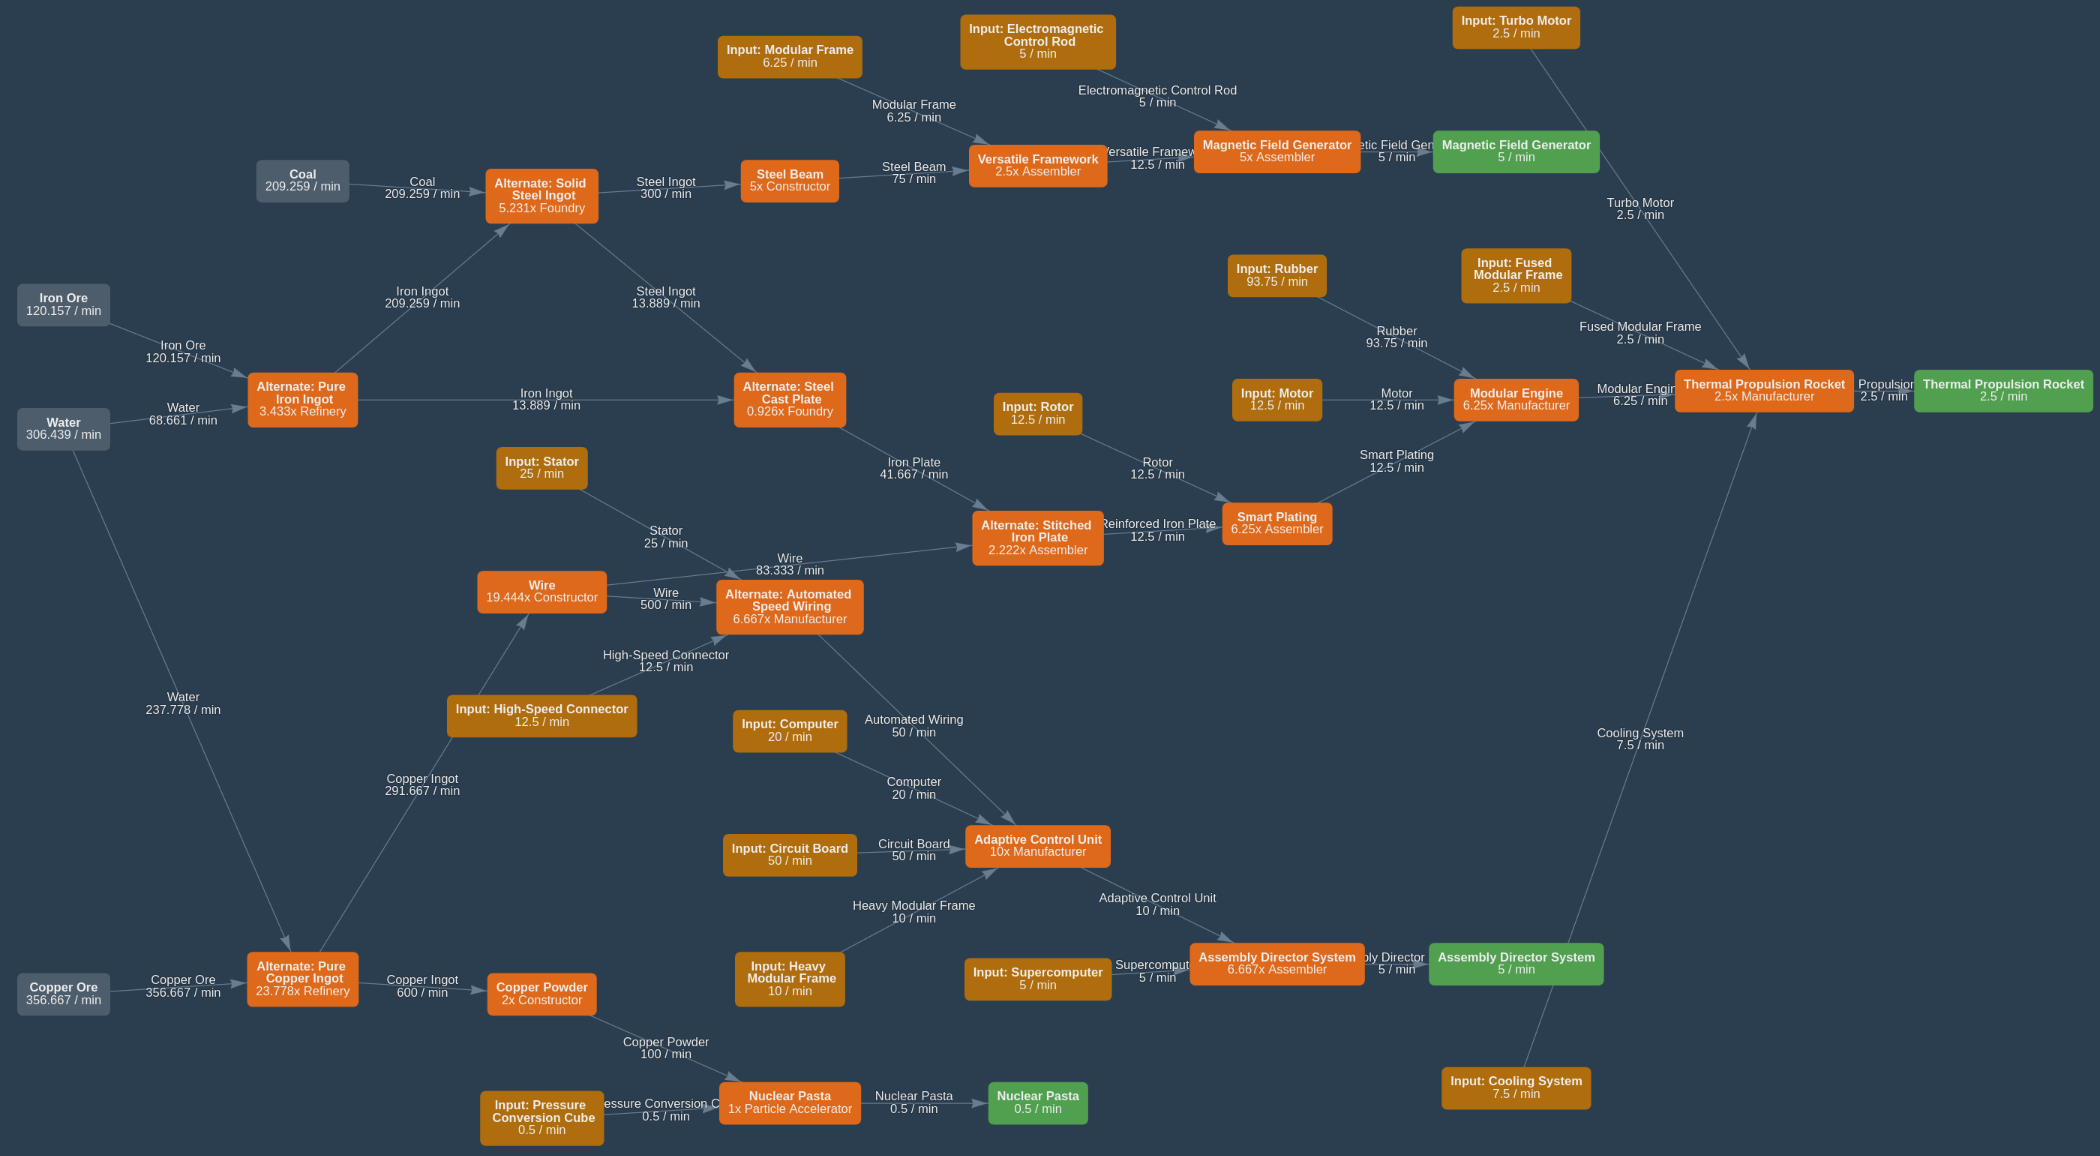 Input: Turbo Motor
2.5 / min
Input: Electromagnetic
Control Rod
5 / min
Input: Modular Frame
6.25 / min
Electromagnetic Control Rod
5 / min
Modular Frame
6.25 / min
Magnetic Field Generator
5x Assembler
etic Field Gen
5 / min
Magnetic Field Generator
5 / min
Versatile Framework
2.5x Assembler
ersatile Framew
12.5 / min
Coal
209.259 / min
Coal
209.259 / min
Alternate: Solid
Steel Ingot
5.231x Foundry
Steel Ingot
300 / min
Steel Beam
5x Constructor
Steel Beam
75 / min
Turbo Motor
2.5 / min
Input: Rubber
93.75 / min
Input: Fused
Modular Frame
2.5 / min
Iron Ore
120.157 / min
Iron Ingot
209.259 / min
Steel Ingot
13.889 / min
Rubber
93.75 / min
Fused Modular Frame
2.5 / min
Iron Ore
120.157 / min
Alternate: Pure
Iron Ingot
3.433x Refinery
Iron Ingot
13.889 / min
Alternate: Steel
Cast Plate
0.926x Foundry
Input: Rotor
12.5 / min
Input: Motor
12.5 / min
Motor
12.5 / min
Modular Engine
6.25x Manufacturer
Modular Engin
6.25 / min
Thermal Propulsion Rocket
2.5x Manufacturer
Propulsion
2.5 / min
Thermal Propulsion Rocket
2.5 / min
Water
306.439 / min
Water
68.661 / min
Input: Stator
25 / min
Iron Plate
41.667 / min
Rotor
12.5 / min
Smart Plating
12.5 / min
Alternate: Stitched
Iron Plate
2.222x Assembler
Reinforced Iron Plate
12.5 / min
Smart Plating
6.25x Assembler
Stator
25 / min
Wire
83.333 / min
Wire
19.444x Constructor
Wire
500 / min
Alternate: Automated
Speed Wiring
6.667x Manufacturer
High-Speed Connector
12.5 / min
Input: High-Speed Connector
12.5 / min
Water
237.778 / min
Input: Computer
20 / min
Automated Wiring
50 / min
Cooling System
7.5 / min
Copper Ingot
291.667 / min
Computer
20 / min
Input: Circuit Board
50 / min
Circuit Board
50 / min
Adaptive Control Unit
10x Manufacturer
Heavy Modular Frame
10 / min
Adaptive Control Unit
10 / min
Input: Heavy
Modular Frame
10 / min
Input: Supercomputer
5 / min
Supercomput
5 / min
Assembly Director System
6.667x Assembler
bly Director
5 / min
Assembly Director System
5 / min
Copper Ore
356.667 / min
Copper Ore
356.667 / min
Alternate: Pure
Copper Ingot
23.778x Refinery
Copper Ingot
600 / min
Copper Powder
2x Constructor
Copper Powder
100 / min
Input: Pressure
Conversion Cube
0.5 / min
essure Conversion C
0.5 / min
Nuclear Pasta
1x Particle Accelerator
Nuclear Pasta
0.5 / min
Nuclear Pasta
0.5 / min
Input: Cooling System
7.5 / min